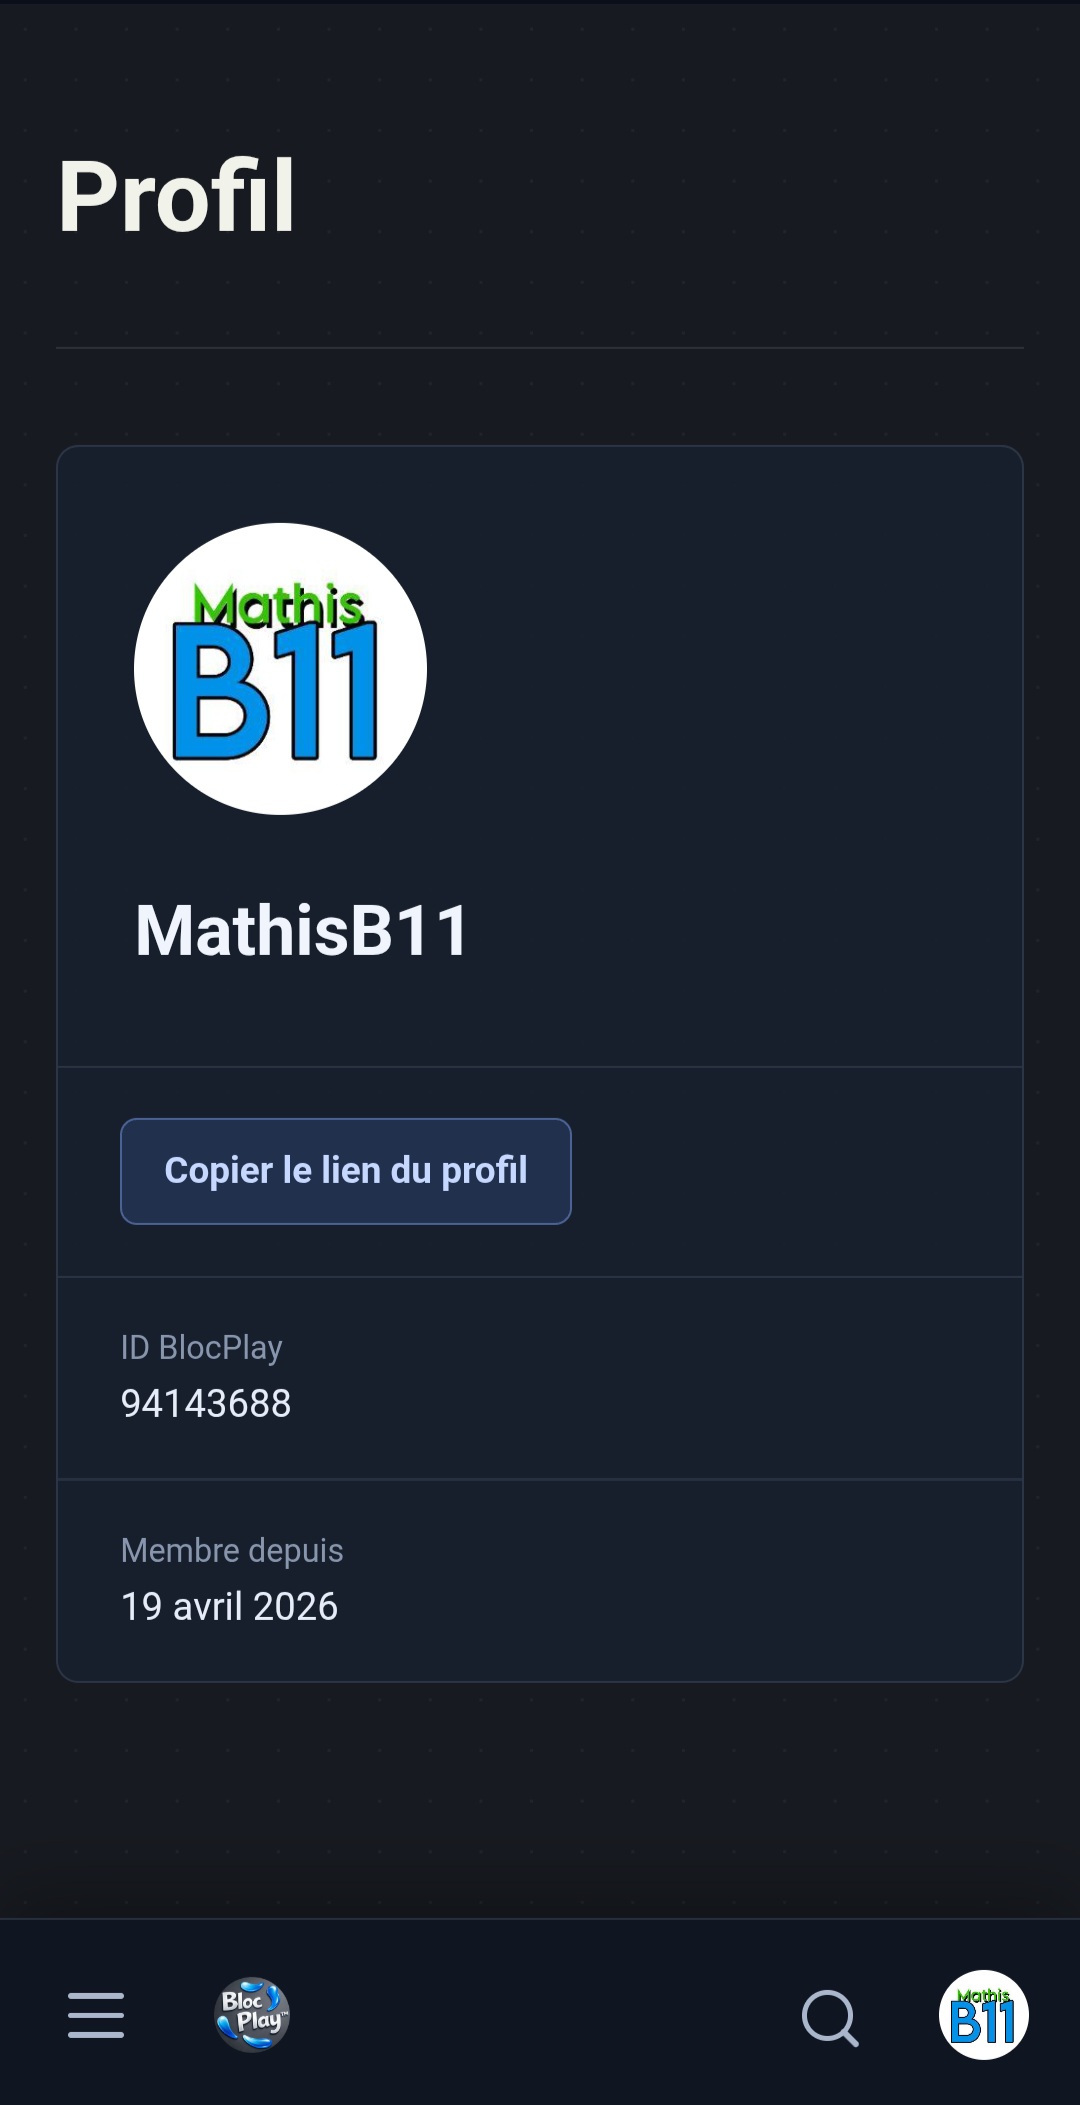 Profil
Mathis
B11
MathisB11
Copier le lien du profil
ID BlocPlay
94143688
Membre depuis
19 avril 2026
Bloc
Play™
Mathis
B11